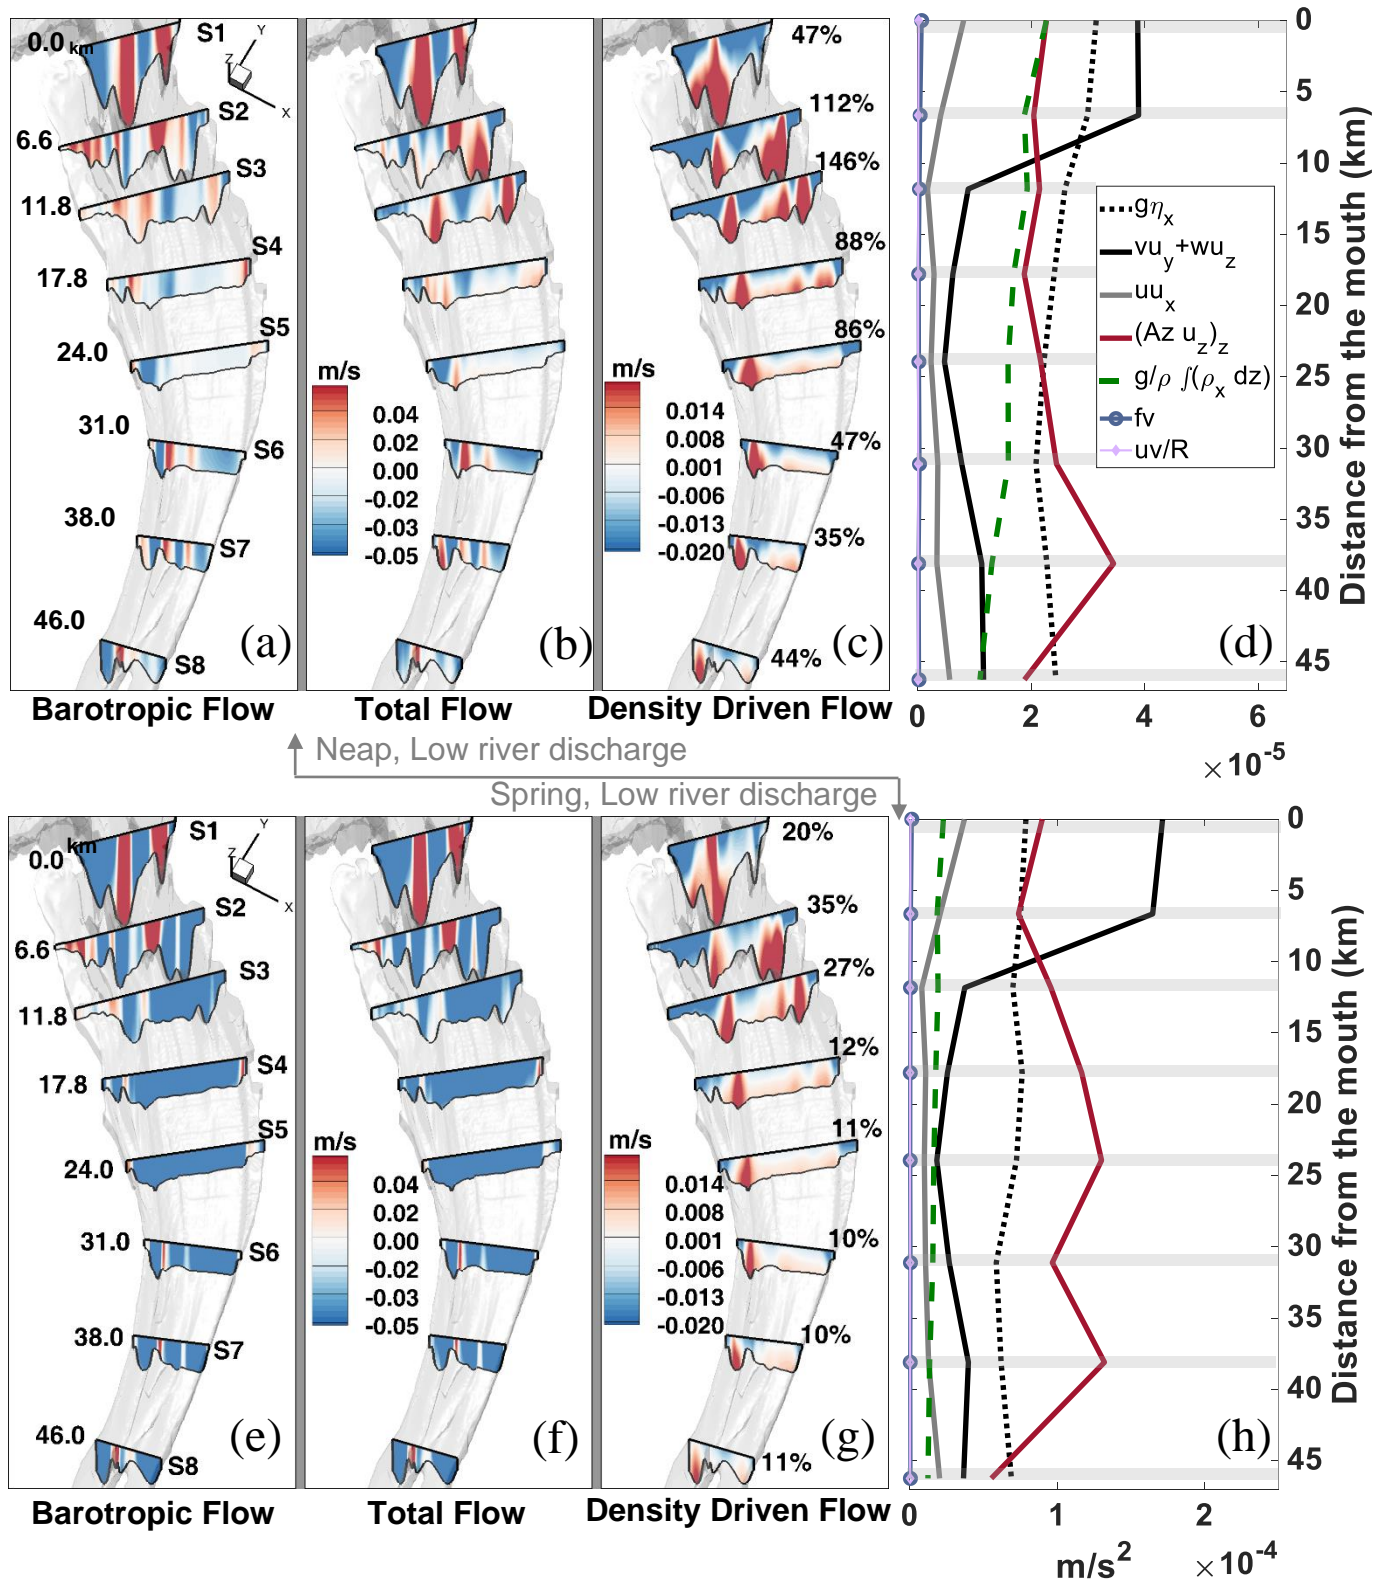 0.0 km
S1
Y
Z
X
S2
6.6
S3
11.8
S4
17.8
S5
24.0
31.0
S6
38.0
S7
46.0
S8
(a)
Barotropic Flow
m/s
0.04
0.02
0.00
-0.02
-0.03
-0.05
(b)
Total Flow
47%
112%
146%
88%
86%
47%
35%
44%
m/s
0.014
0.008
0.001
-0.006
-0.013
-0.020
(c)
Density Driven Flow
gη_x
vu_y+wu_z
uu_x
(Az u_z)_z
g/ρ ∫(ρ_x dz)
fv
uv/R
0
5
10
15
20
25
30
35
40
45
Distance from the mouth (km)
(d)
0 2 4 6
× 10^-5
Neap, Low river discharge
Spring, Low river discharge
0.0 km
S1
Y
Z
X
S2
6.6
S3
11.8
S4
17.8
S5
24.0
31.0
S6
38.0
S7
46.0
S8
(e)
Barotropic Flow
m/s
0.04
0.02
0.00
-0.02
-0.03
-0.05
(f)
Total Flow
20%
35%
27%
12%
11%
10%
10%
11%
m/s
0.014
0.008
0.001
-0.006
-0.013
-0.020
(g)
Density Driven Flow
0
5
10
15
20
25
30
35
40
45
Distance from the mouth (km)
(h)
0 1 2
m/s^2 × 10^-4